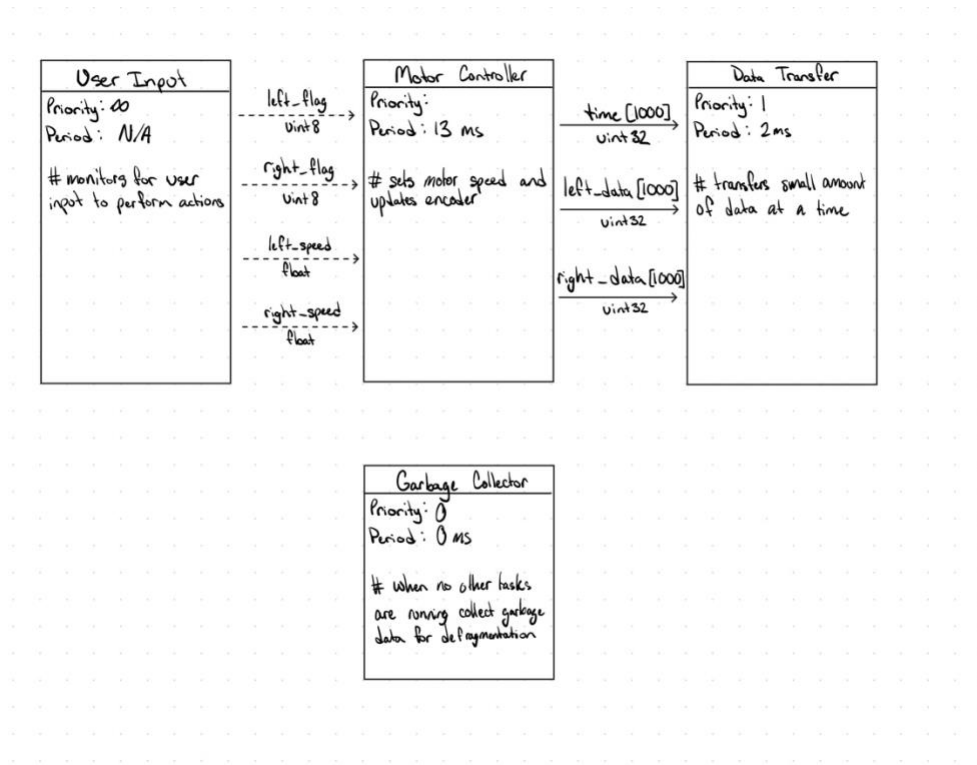 User Input
Priority: ∞
Period: N/A
# monitors for user
input to perform actions
left_flag
uint8
right_flag
uint8
left_speed
float
right_speed
float
Motor Controller
Priority:
Period: 13 ms
# sets motor speed and
updates encoder
time [1000]
uint32
left_data [1000]
uint32
right_data [1000]
uint32
Data Transfer
Priority: 1
Period: 2ms
# transfers small amount
of data at a time
Garbage Collector
Priority: 0
Period: 0 ms
# when no other tasks
are running collect garbage
data for defragmentation